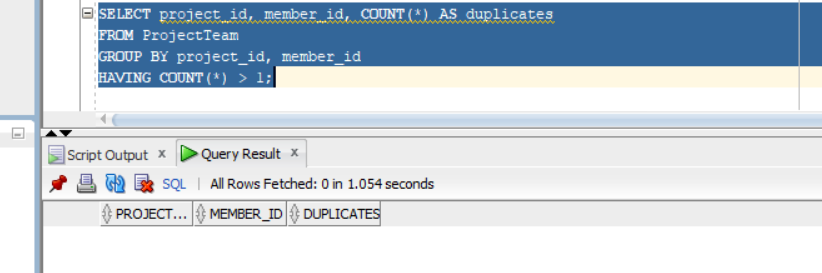 SELECT project_id, member_id, COUNT(*) AS duplicates
FROM ProjectTeam
GROUP BY project_id, member_id
HAVING COUNT(*) > 1;
Script Output x Query Result x
SQL | All Rows Fetched: 0 in 1.054 seconds
PROJECT... MEMBER_ID DUPLICATES